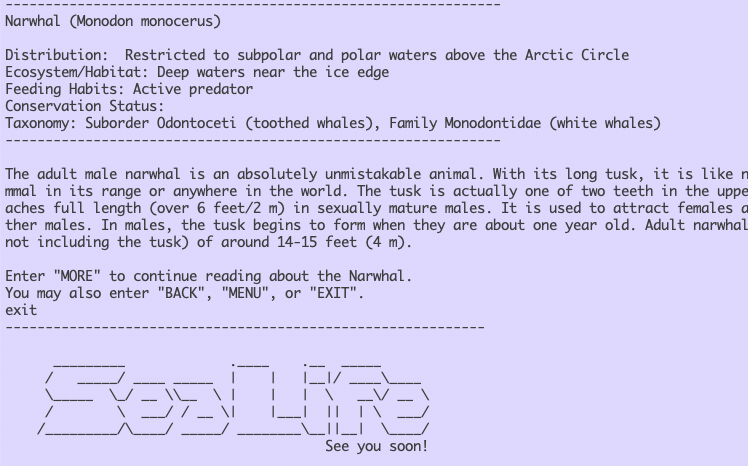 --------------------------------------------------------------
Narwhal (Monodon monocerus)
Distribution:  Restricted to subpolar and polar waters above the Arctic Circle
Ecosystem/Habitat: Deep waters near the ice edge
Feeding Habits: Active predator
Conservation Status:
Taxonomy: Suborder Odontoceti (toothed whales), Family Monodontidae (white whales)
--------------------------------------------------------------
The adult male narwhal is an absolutely unmistakable animal. With its long tusk, it is like n
mmal in its range or anywhere in the world. The tusk is actually one of two teeth in the uppe
aches full length (over 6 feet/2 m) in sexually mature males. It is used to attract females a
ther males. In males, the tusk begins to form when they are about one year old. Adult narwhal
not including the tusk) of around 14-15 feet (4 m).
Enter "MORE" to continue reading about the Narwhal.
You may also enter "BACK", "MENU", or "EXIT".
exit
------------------------------------------------------------
SeaLife
See you soon!